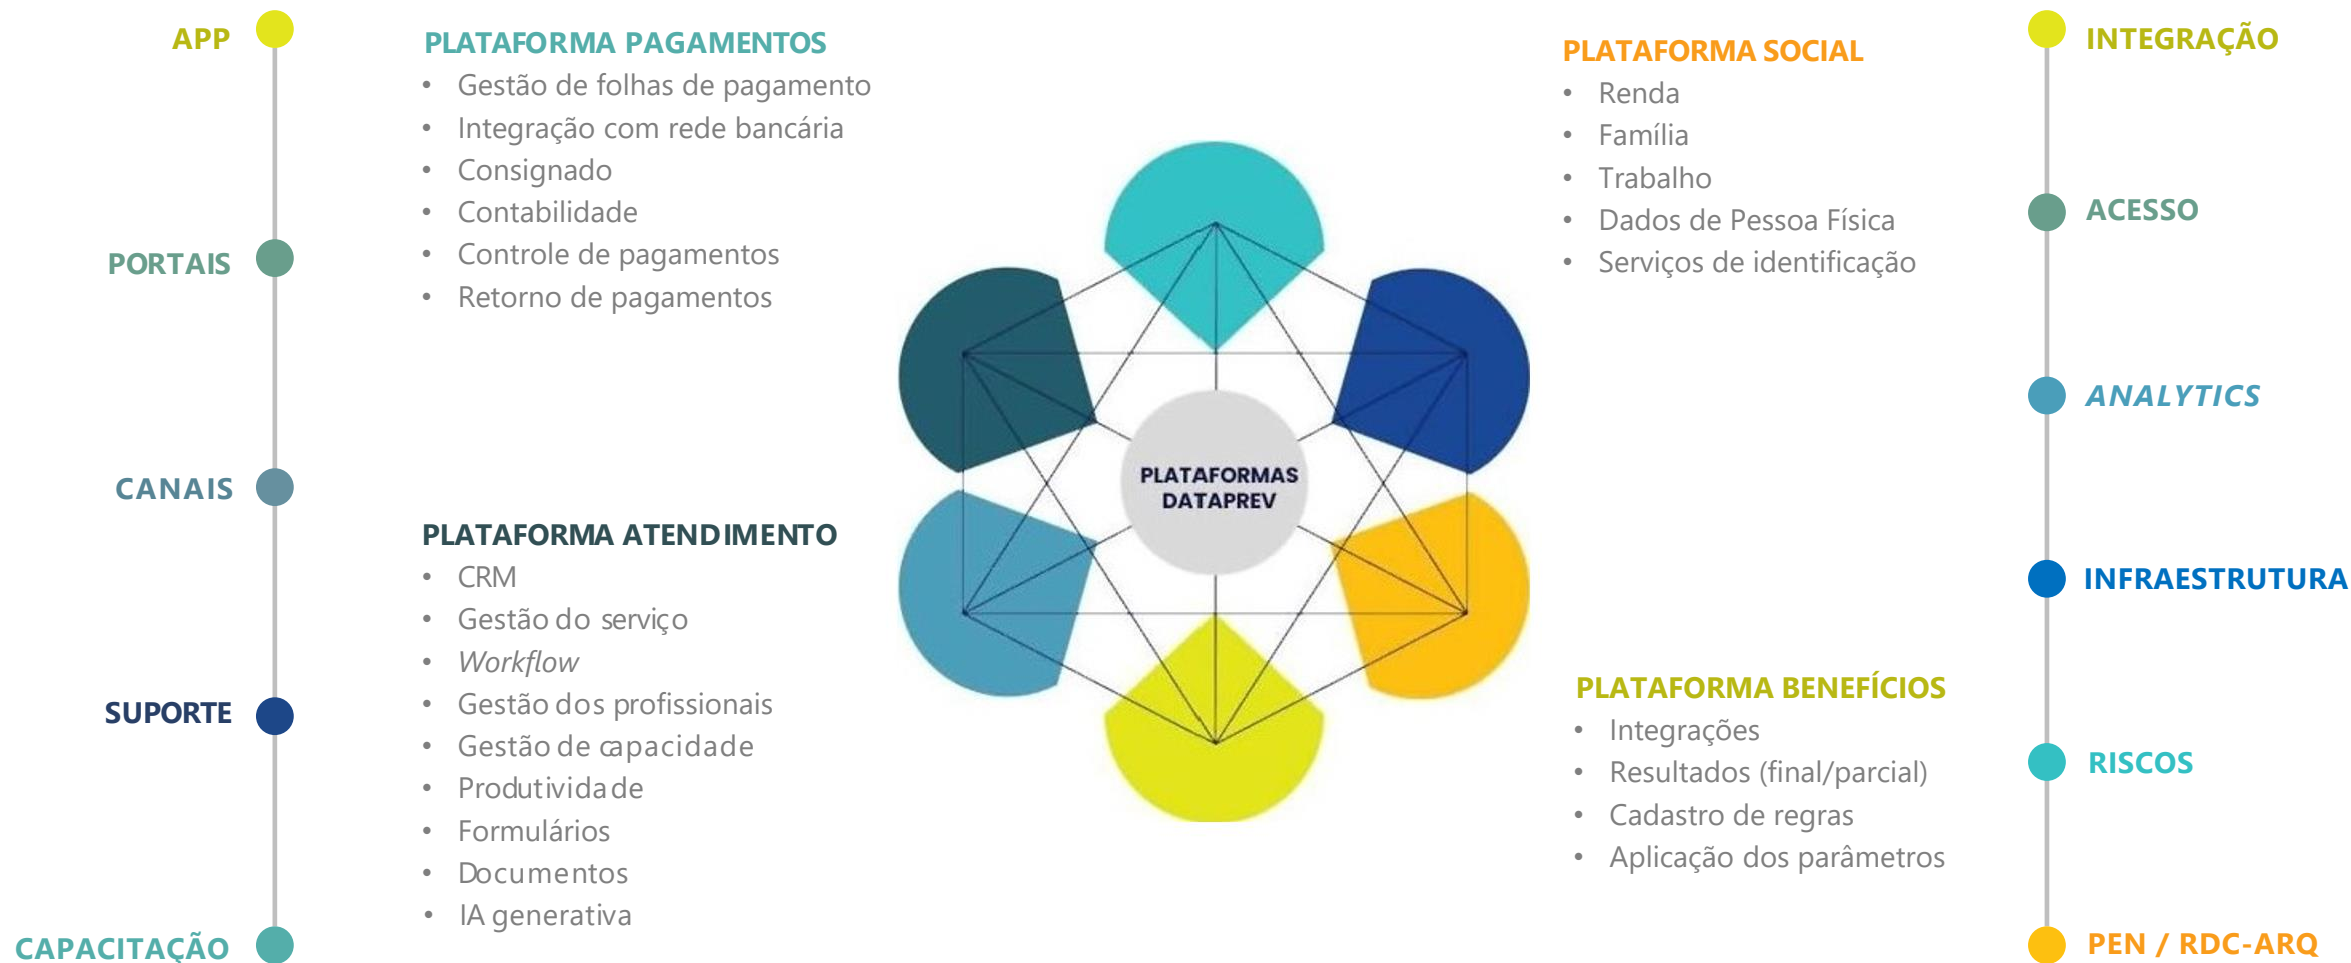 APP
PORTAIS
CANAIS
SUPORTE
CAPACITAÇÃO
PLATAFORMA PAGAMENTOS
• Gestão de folhas de pagamento
• Integração com rede bancária
• Consignado
• Contabilidade
• Controle de pagamentos
• Retorno de pagamentos
PLATAFORMA ATENDIMENTO
• CRM
• Gestão do serviço
• Workflow
• Gestão dos profissionais
• Gestão de capacidade
• Produtividade
• Formulários
• Documentos
• IA generativa
PLATAFORMAS
DATAPREV
PLATAFORMA SOCIAL
• Renda
• Família
• Trabalho
• Dados de Pessoa Física
• Serviços de identificação
PLATAFORMA BENEFÍCIOS
• Integrações
• Resultados (final/parcial)
• Cadastro de regras
• Aplicação dos parâmetros
INTEGRAÇÃO
ACESSO
ANALYTICS
INFRAESTRUTURA
RISCOS
PEN / RDC-ARQ